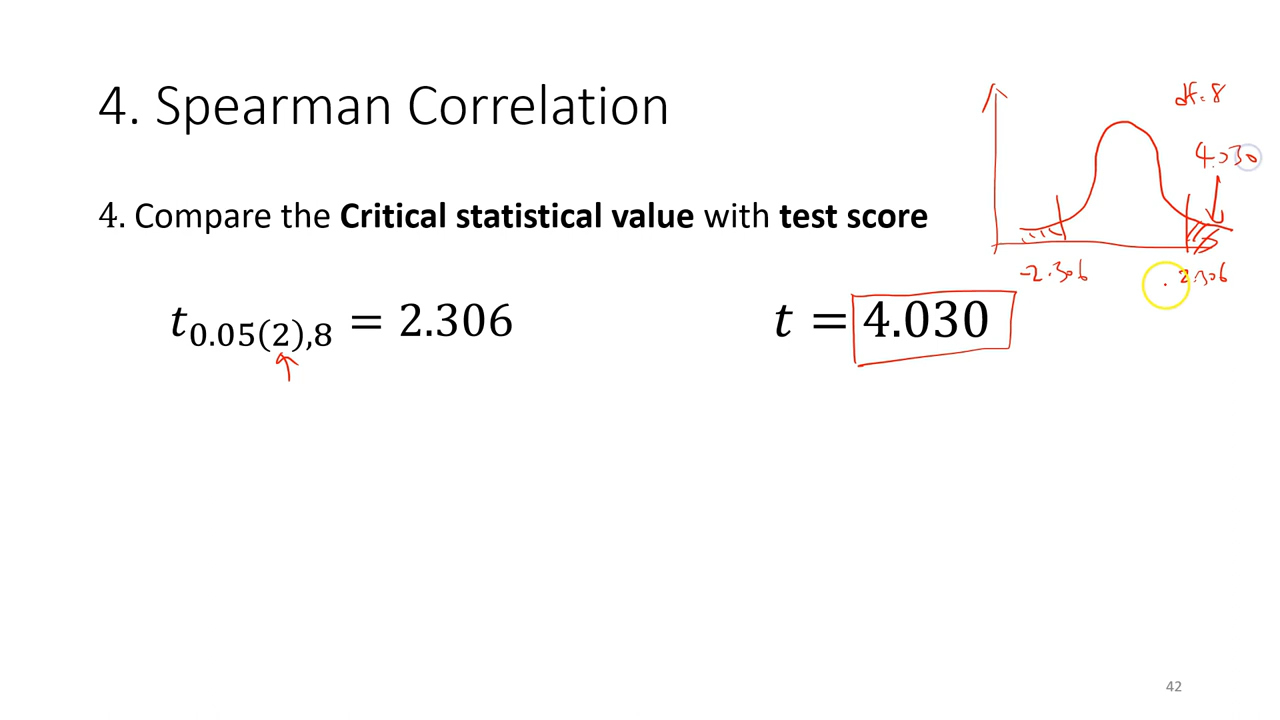 4. Spearman Correlation
df=8
4.030
4. Compare the Critical statistical value with test score
-2.306
2.306
t0.05(2),8 = 2.306
t = 4.030
42